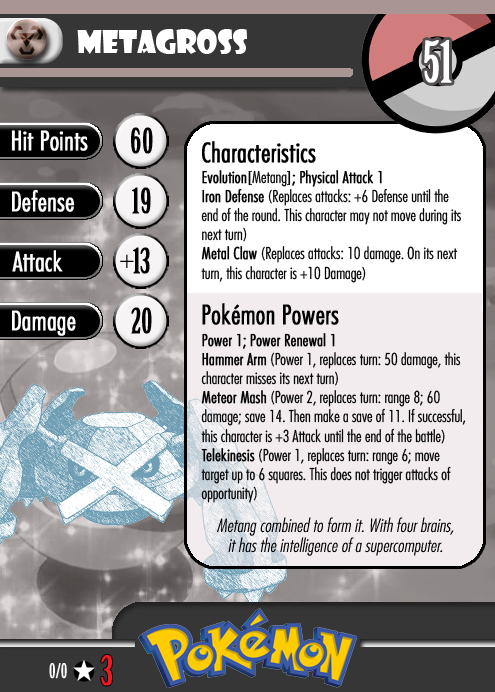 METAGROSS
51
Hit Points 60
Defense 19
Attack +13
Damage 20
Characteristics
Evolution[Metang]; Physical Attack 1
Iron Defense (Replaces attacks: +6 Defense until the
end of the round. This character may not move during its
next turn)
Metal Claw (Replaces attacks: 10 damage. On its next
turn, this character is +10 Damage)
Pokémon Powers
Power 1; Power Renewal 1
Hammer Arm (Power 1, replaces turn: 50 damage, this
character misses its next turn)
Meteor Mash (Power 2, replaces turn: range 8; 60
damage; save 14. Then make a save of 11. If successful,
this character is +3 Attack until the end of the battle)
Telekinesis (Power 1, replaces turn: range 6; move
target up to 6 squares. This does not trigger attacks of
opportunity)
Metang combined to form it. With four brains,
it has the intelligence of a supercomputer.
0/0 ★ 3
POKéMON